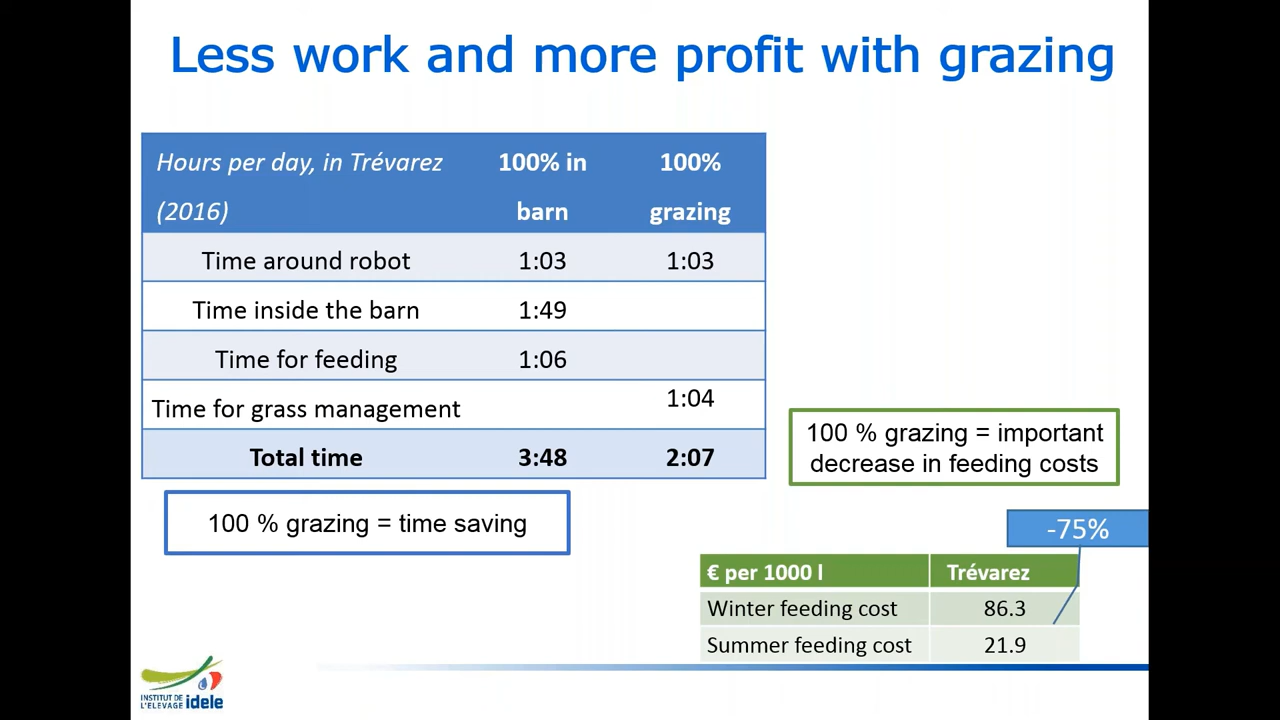 Less work and more profit with grazing
Hours per day, in Trévarez (2016) 100% in barn 100% grazing
Time around robot 1:03 1:03
Time inside the barn 1:49
Time for feeding 1:06
Time for grass management 1:04
Total time 3:48 2:07
100 % grazing = time saving
100 % grazing = important
decrease in feeding costs
-75%
€ per 1000 l Trévarez
Winter feeding cost 86.3
Summer feeding cost 21.9
INSTITUT DE
L'ELEVAGE idele